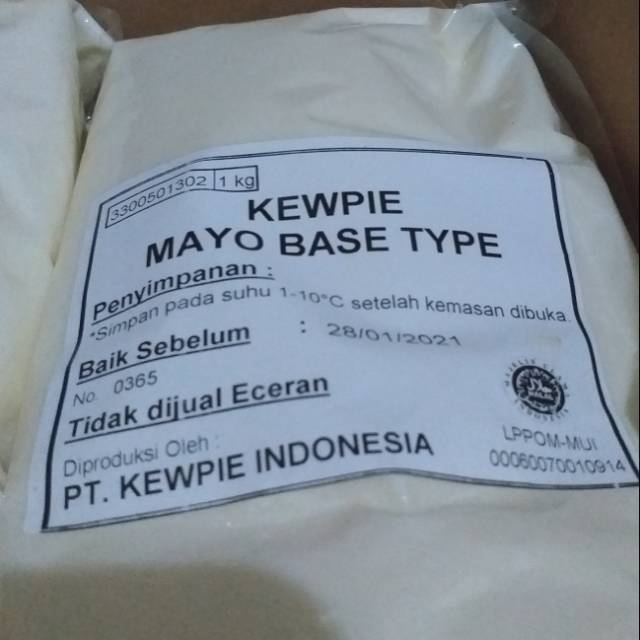 3300501302 1 kg
KEWPIE
MAYO BASE TYPE
Penyimpanan :
*Simpan pada suhu 1-10°C setelah kemasan dibuka.
Baik Sebelum : 28/01/2021
No. 0365
Tidak dijual Eceran
Diproduksi Oleh :
PT. KEWPIE INDONESIA
LPPOM-MUI
00060070010914